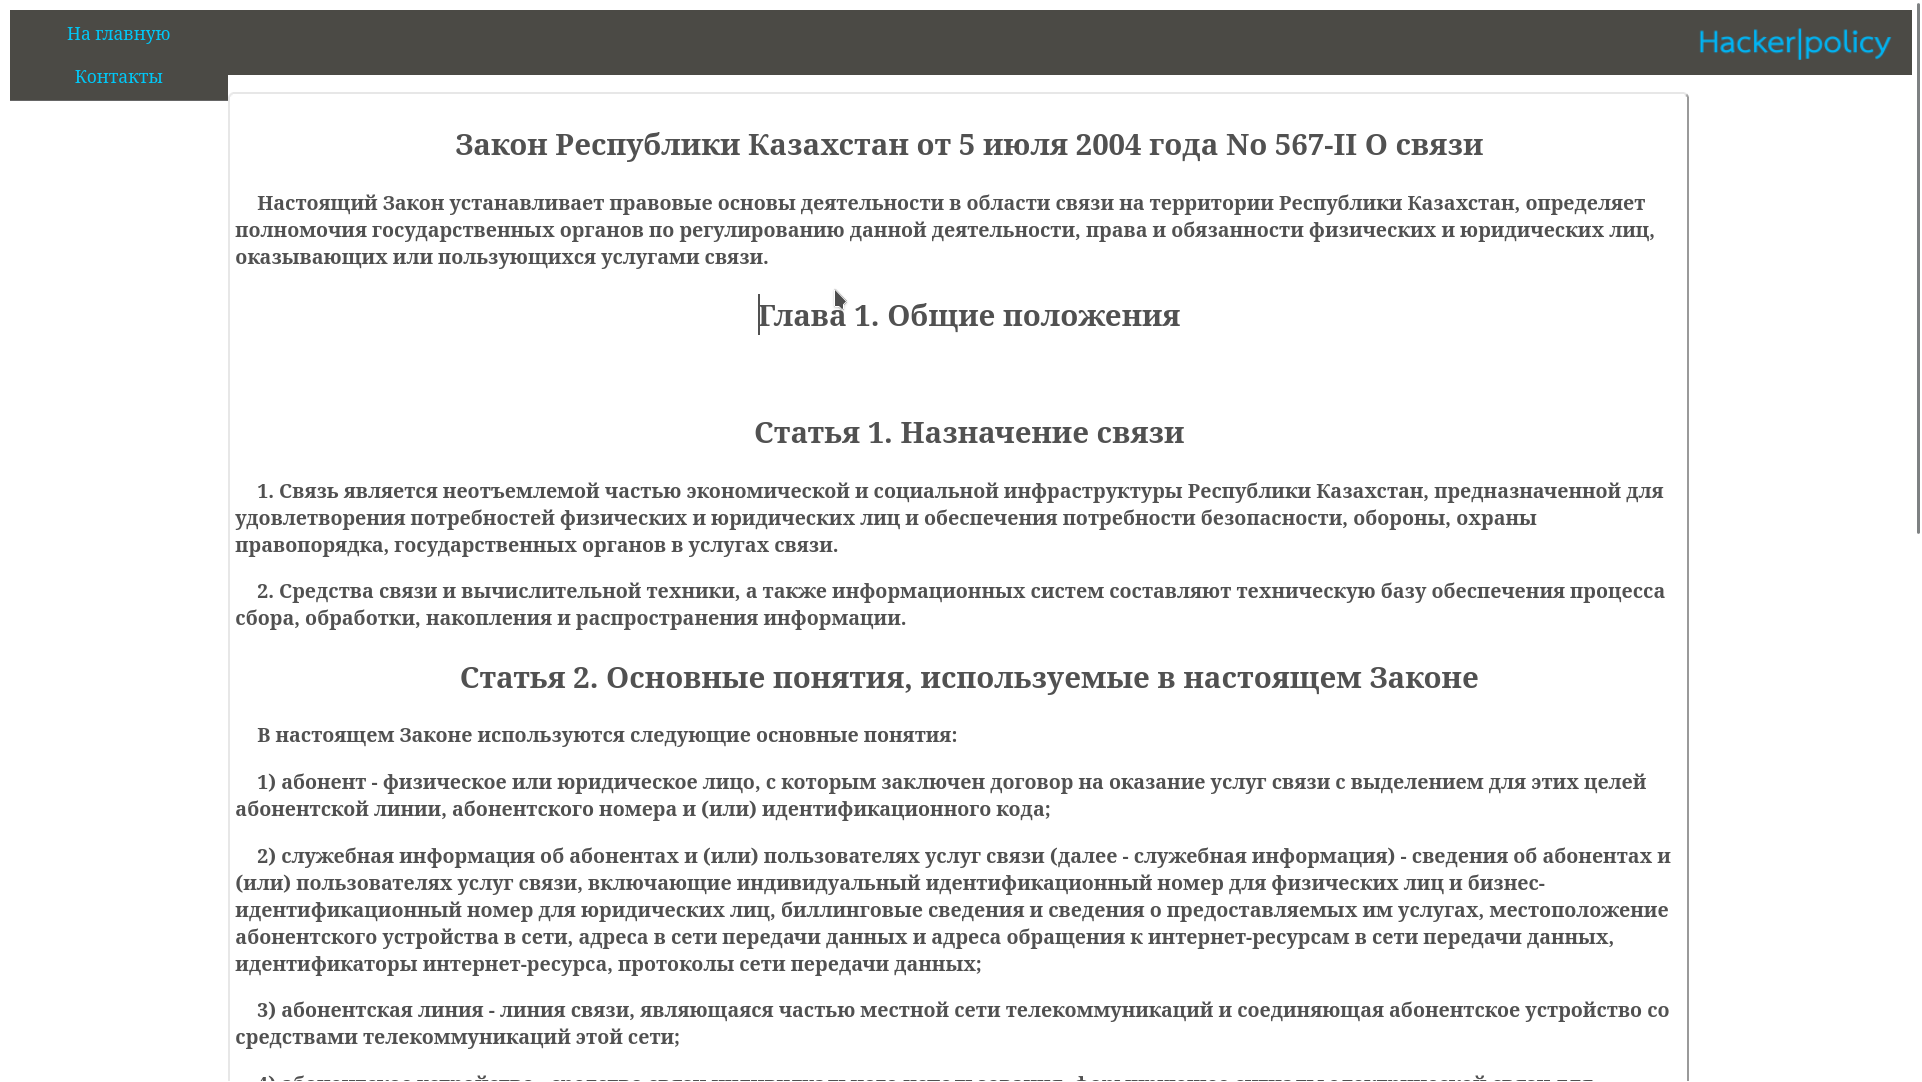 На главную
Hacker|policy
Контакты
Закон Республики Казахстан от 5 июля 2004 года No 567-II О связи
Настоящий Закон устанавливает правовые основы деятельности в области связи на территории Республики Казахстан, определяет
полномочия государственных органов по регулированию данной деятельности, права и обязанности физических и юридических лиц,
оказывающих или пользующихся услугами связи.
Глава 1. Общие положения
Статья 1. Назначение связи
1. Связь является неотъемлемой частью экономической и социальной инфраструктуры Республики Казахстан, предназначенной для
удовлетворения потребностей физических и юридических лиц и обеспечения потребности безопасности, обороны, охраны
правопорядка, государственных органов в услугах связи.
2. Средства связи и вычислительной техники, а также информационных систем составляют техническую базу обеспечения процесса
сбора, обработки, накопления и распространения информации.
Статья 2. Основные понятия, используемые в настоящем Законе
В настоящем Законе используются следующие основные понятия:
1) абонент - физическое или юридическое лицо, с которым заключен договор на оказание услуг связи с выделением для этих целей
абонентской линии, абонентского номера и (или) идентификационного кода;
2) служебная информация об абонентах и (или) пользователях услуг связи (далее - служебная информация) - сведения об абонентах и
(или) пользователях услуг связи, включающие индивидуальный идентификационный номер для физических лиц и бизнес-
идентификационный номер для юридических лиц, биллинговые сведения и сведения о предоставляемых им услугах, местоположение
абонентского устройства в сети, адреса в сети передачи данных и адреса обращения к интернет-ресурсам в сети передачи данных,
идентификаторы интернет-ресурса, протоколы сети передачи данных;
3) абонентская линия - линия связи, являющаяся частью местной сети телекоммуникаций и соединяющая абонентское устройство со
средствами телекоммуникаций этой сети;